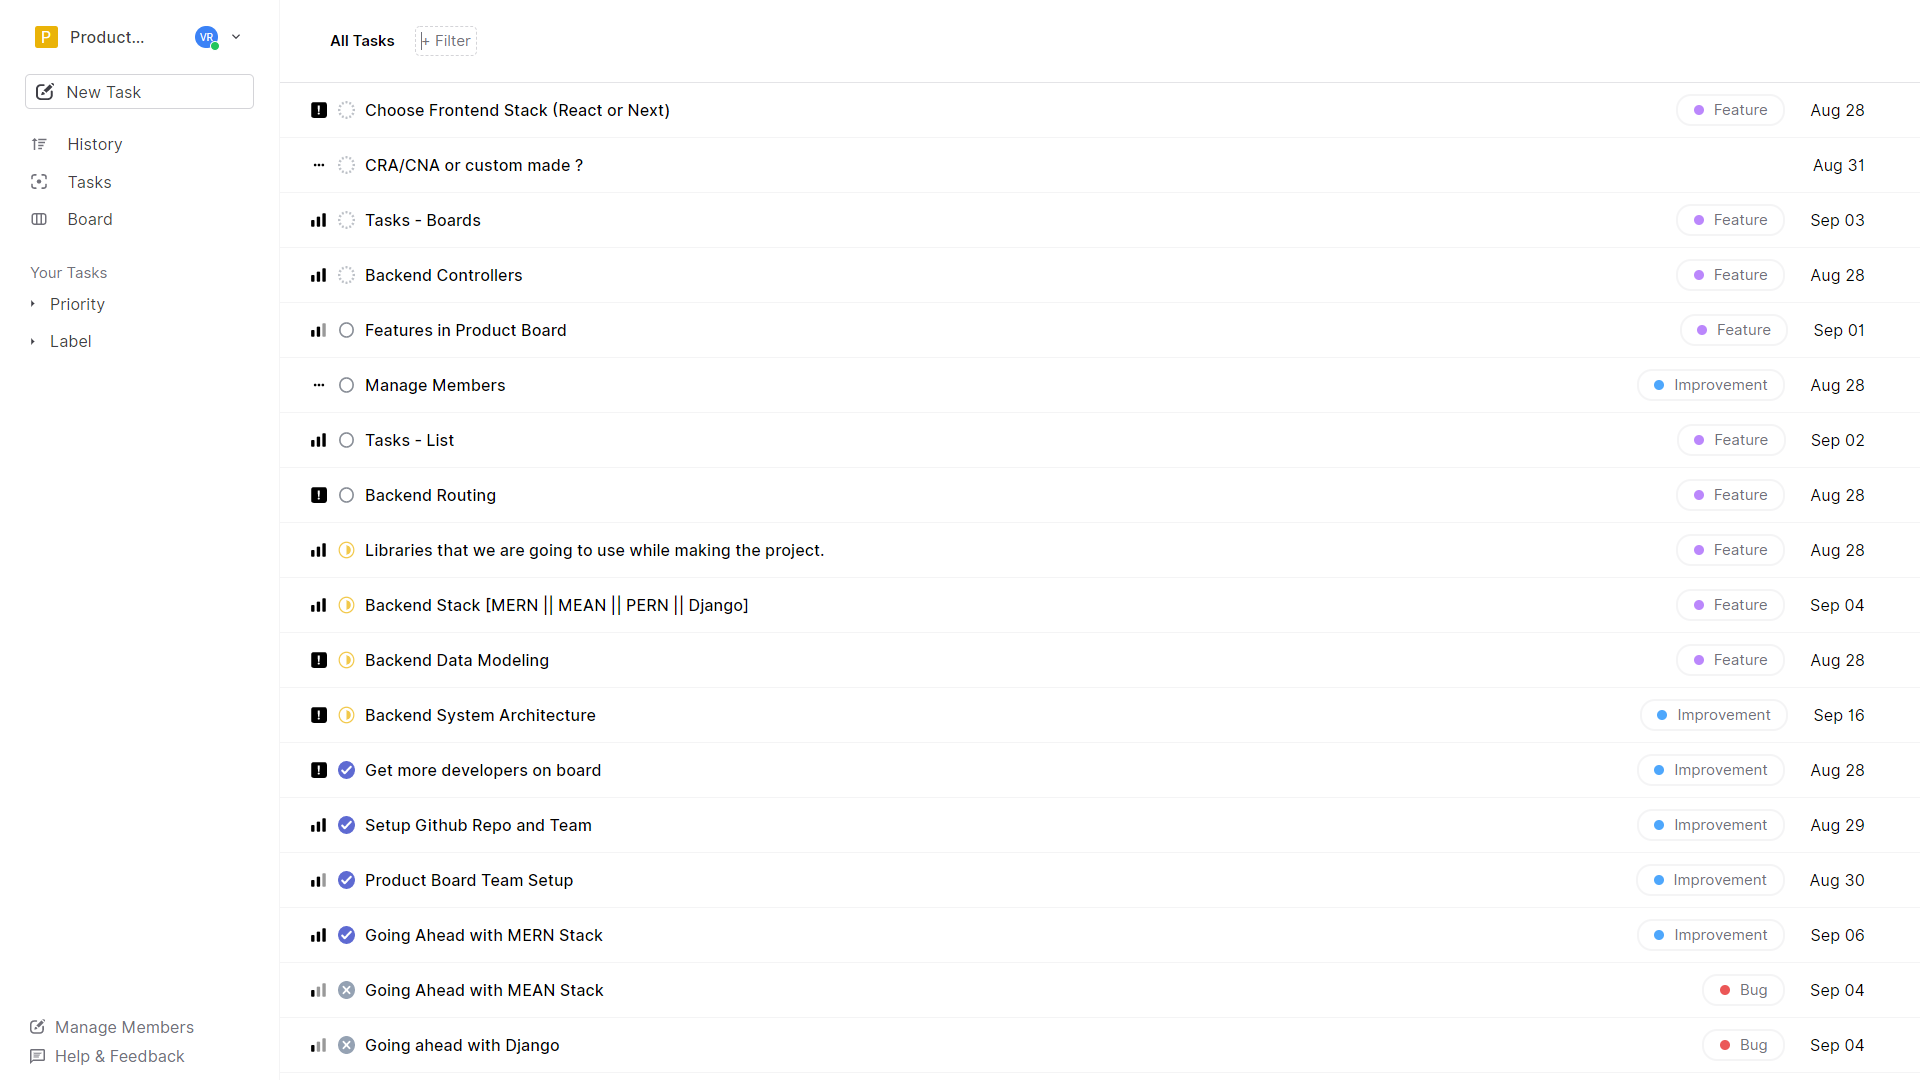 P Product... VR
New Task
History
Tasks
Board
Your Tasks
Priority
Label
Manage Members
Help & Feedback
All Tasks + Filter
Choose Frontend Stack (React or Next) Feature Aug 28
CRA/CNA or custom made ? Aug 31
Tasks - Boards Feature Sep 03
Backend Controllers Feature Aug 28
Features in Product Board Feature Sep 01
Manage Members Improvement Aug 28
Tasks - List Feature Sep 02
Backend Routing Feature Aug 28
Libraries that we are going to use while making the project. Feature Aug 28
Backend Stack [MERN || MEAN || PERN || Django] Feature Sep 04
Backend Data Modeling Feature Aug 28
Backend System Architecture Improvement Sep 16
Get more developers on board Improvement Aug 28
Setup Github Repo and Team Improvement Aug 29
Product Board Team Setup Improvement Aug 30
Going Ahead with MERN Stack Improvement Sep 06
Going Ahead with MEAN Stack Bug Sep 04
Going ahead with Django Bug Sep 04